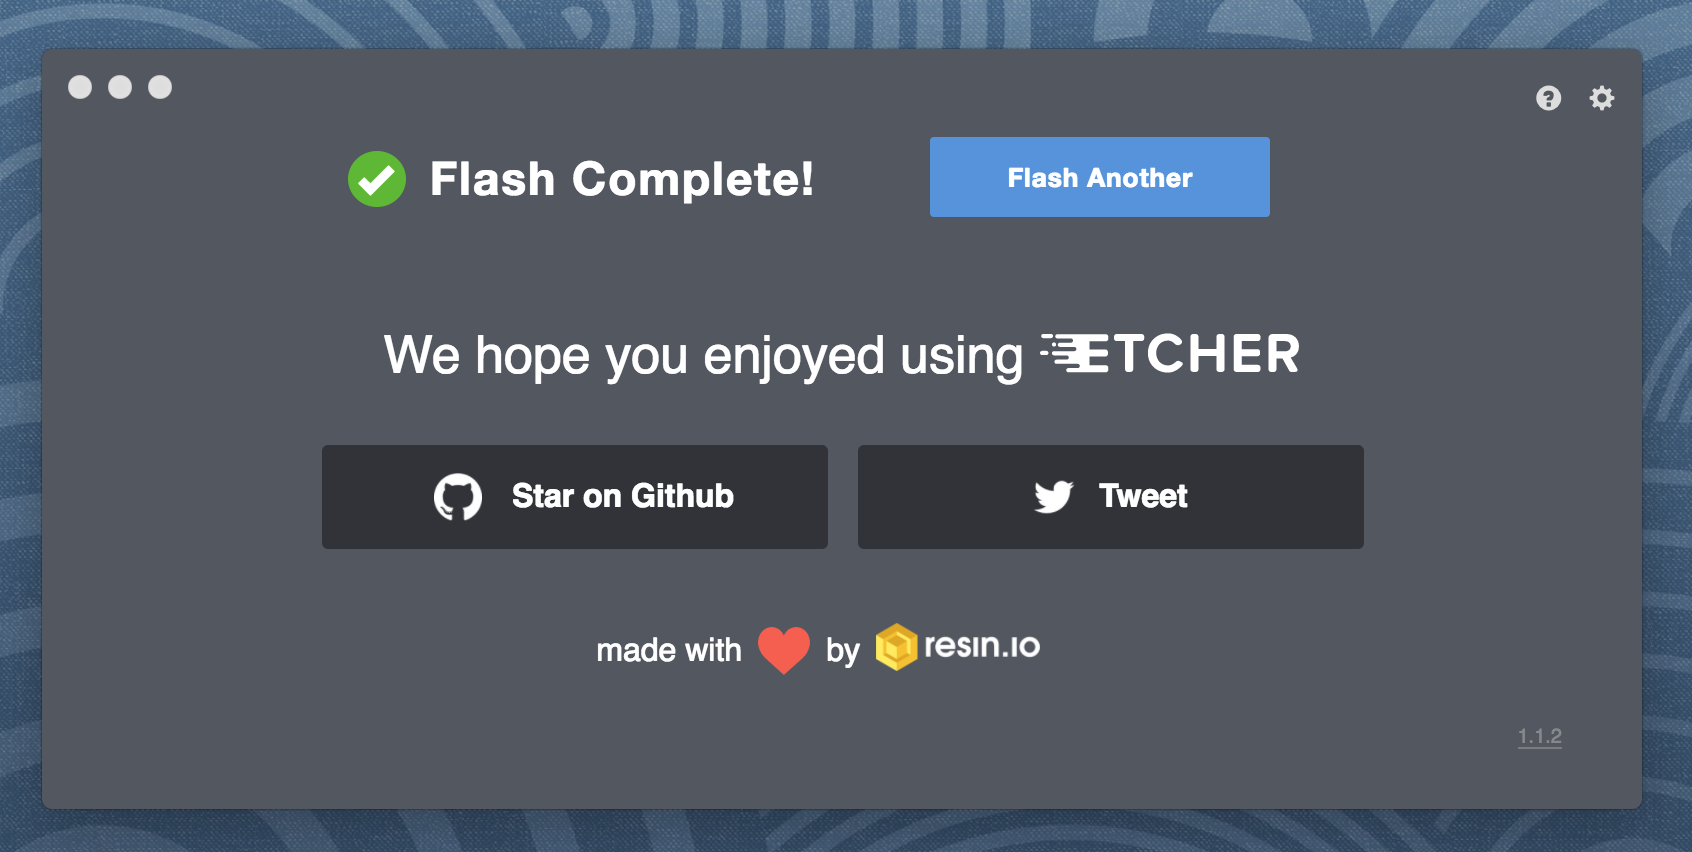 Flash Complete!
Flash Another
We hope you enjoyed using ETCHER
Star on Github
Tweet
made with by resin.io
1.1.2